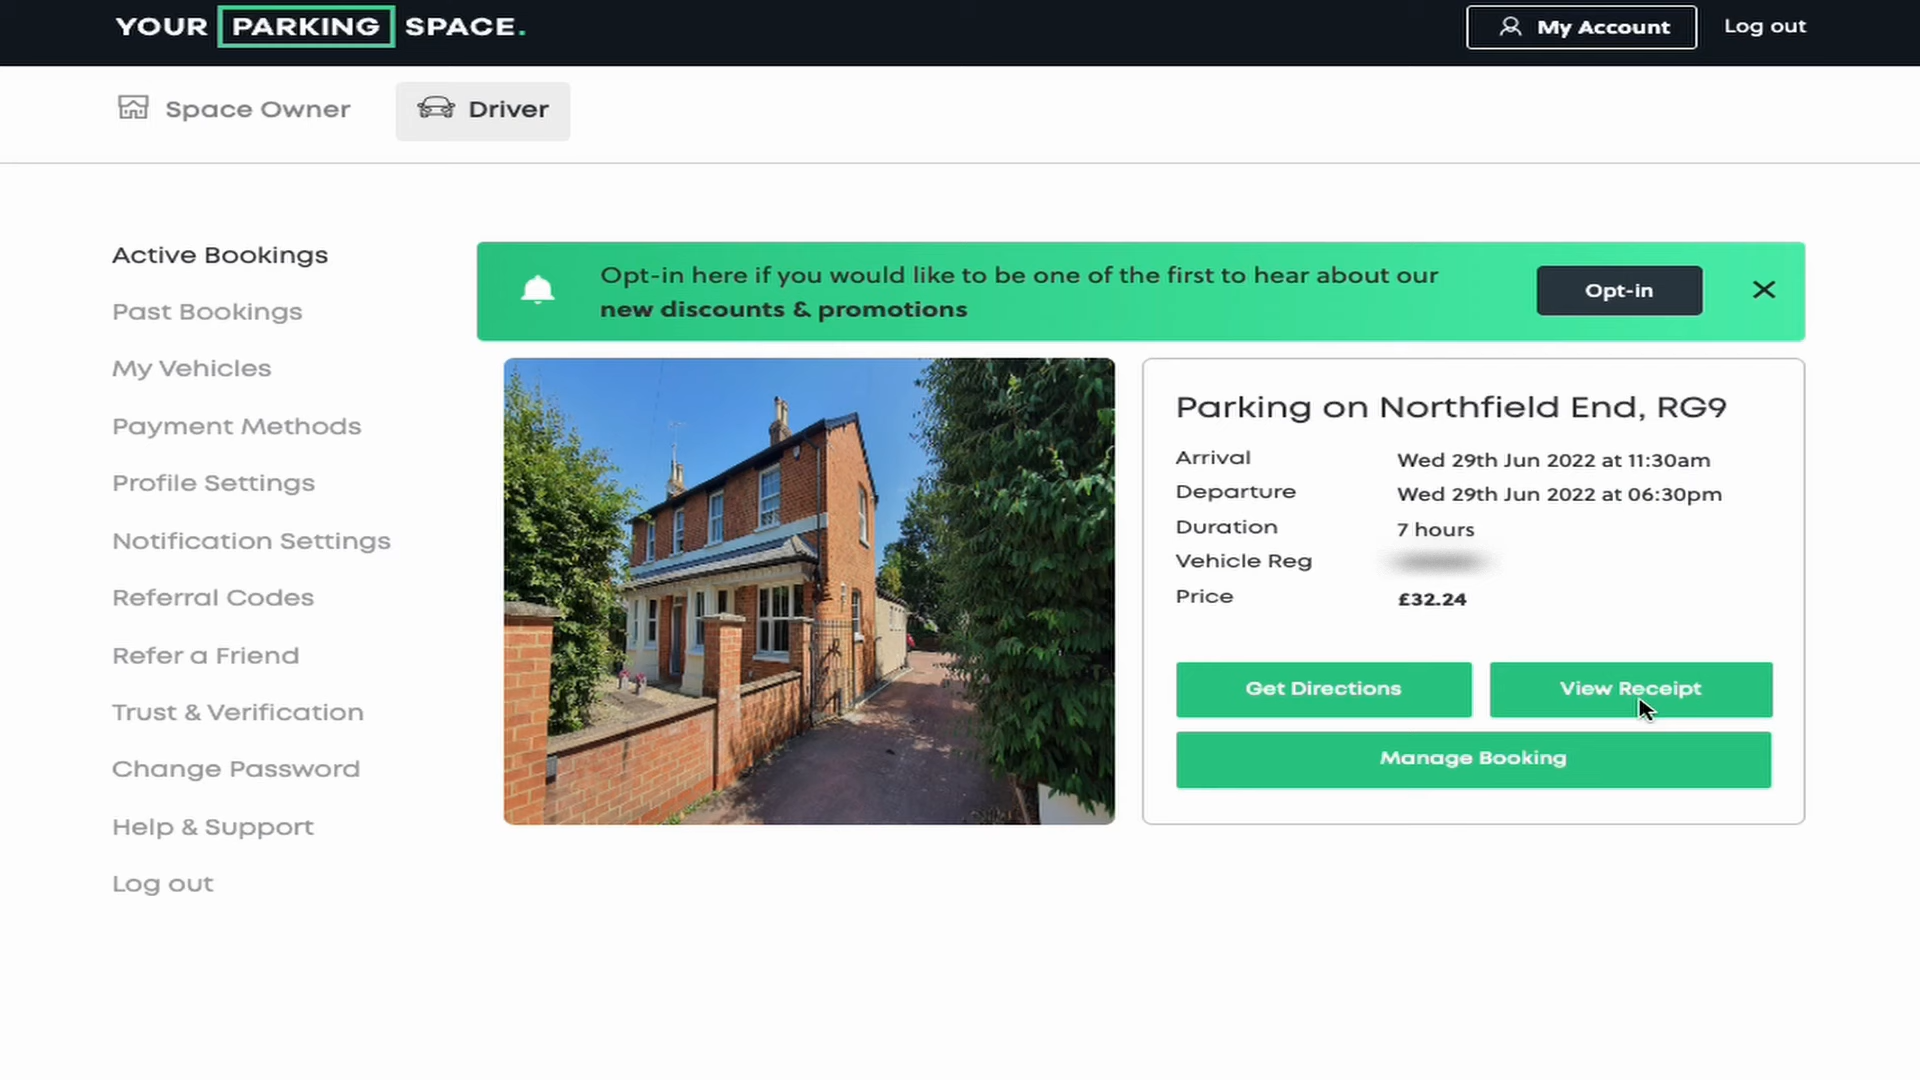 YOUR PARKING SPACE.
My Account
Log out
Space Owner
Driver
Active Bookings
Past Bookings
My Vehicles
Payment Methods
Profile Settings
Notification Settings
Referral Codes
Refer a Friend
Trust & Verification
Change Password
Help & Support
Log out
Opt-in here if you would like to be one of the first to hear about our
new discounts & promotions
Opt-in
Parking on Northfield End, RG9
Arrival Wed 29th Jun 2022 at 11:30am
Departure Wed 29th Jun 2022 at 06:30pm
Duration 7 hours
Vehicle Reg
Price £32.24
Get Directions
View Receipt
Manage Booking